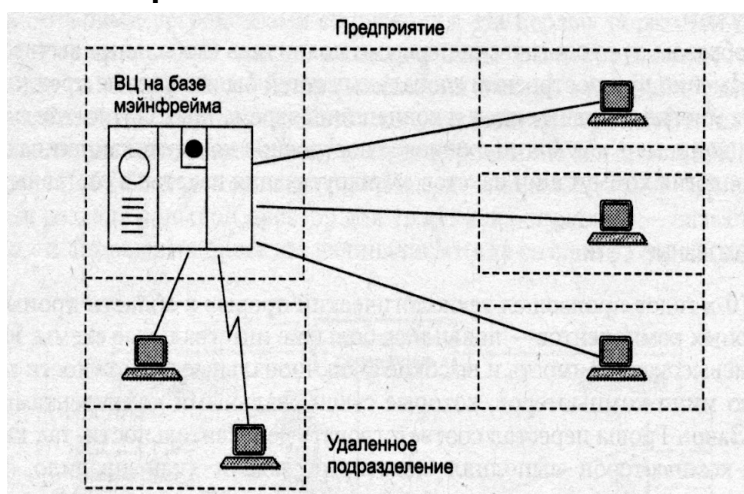 Предприятие
ВЦ на базе
мэйнфрейма
Удаленное
подразделение